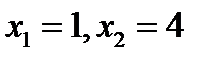 x₁ = 1, x₂ = 4